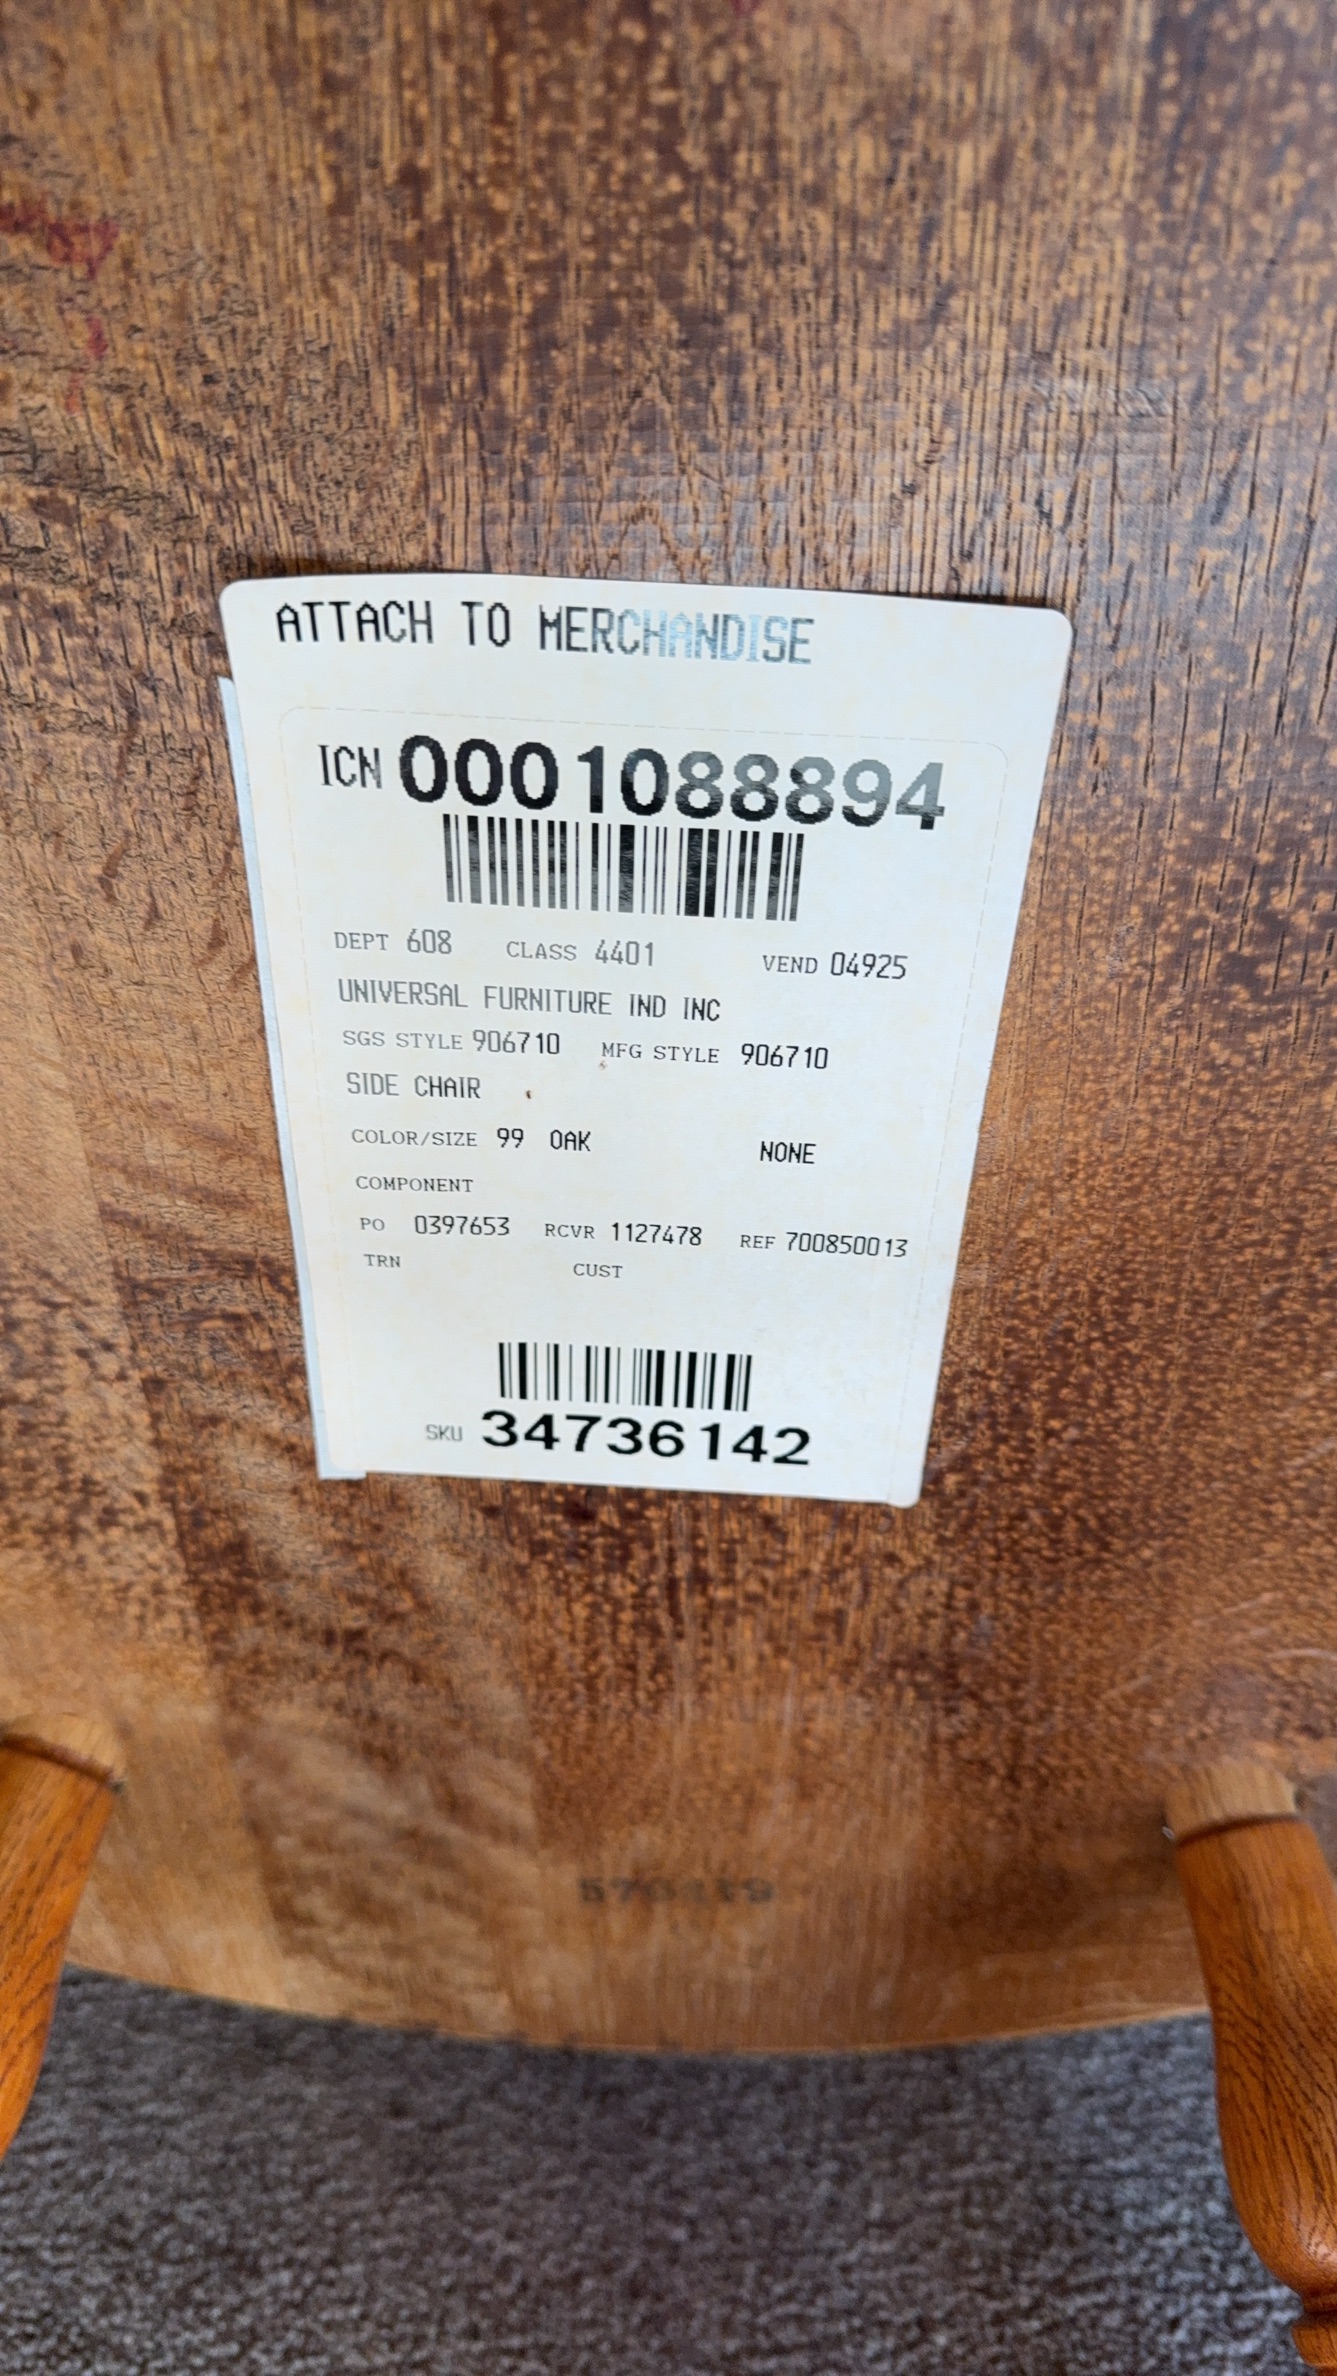 ATTACH TO MERCHANDISE
ICN 0001088894
DEPT 608 CLASS 4401 VEND 04925
UNIVERSAL FURNITURE IND INC
SGS STYLE 906710 MFG STYLE 906710
SIDE CHAIR
COLOR/SIZE 99 OAK NONE
COMPONENT
PO 0397653 RCVR 1127478 REF 700850013
TRN CUST
SKU 34736142